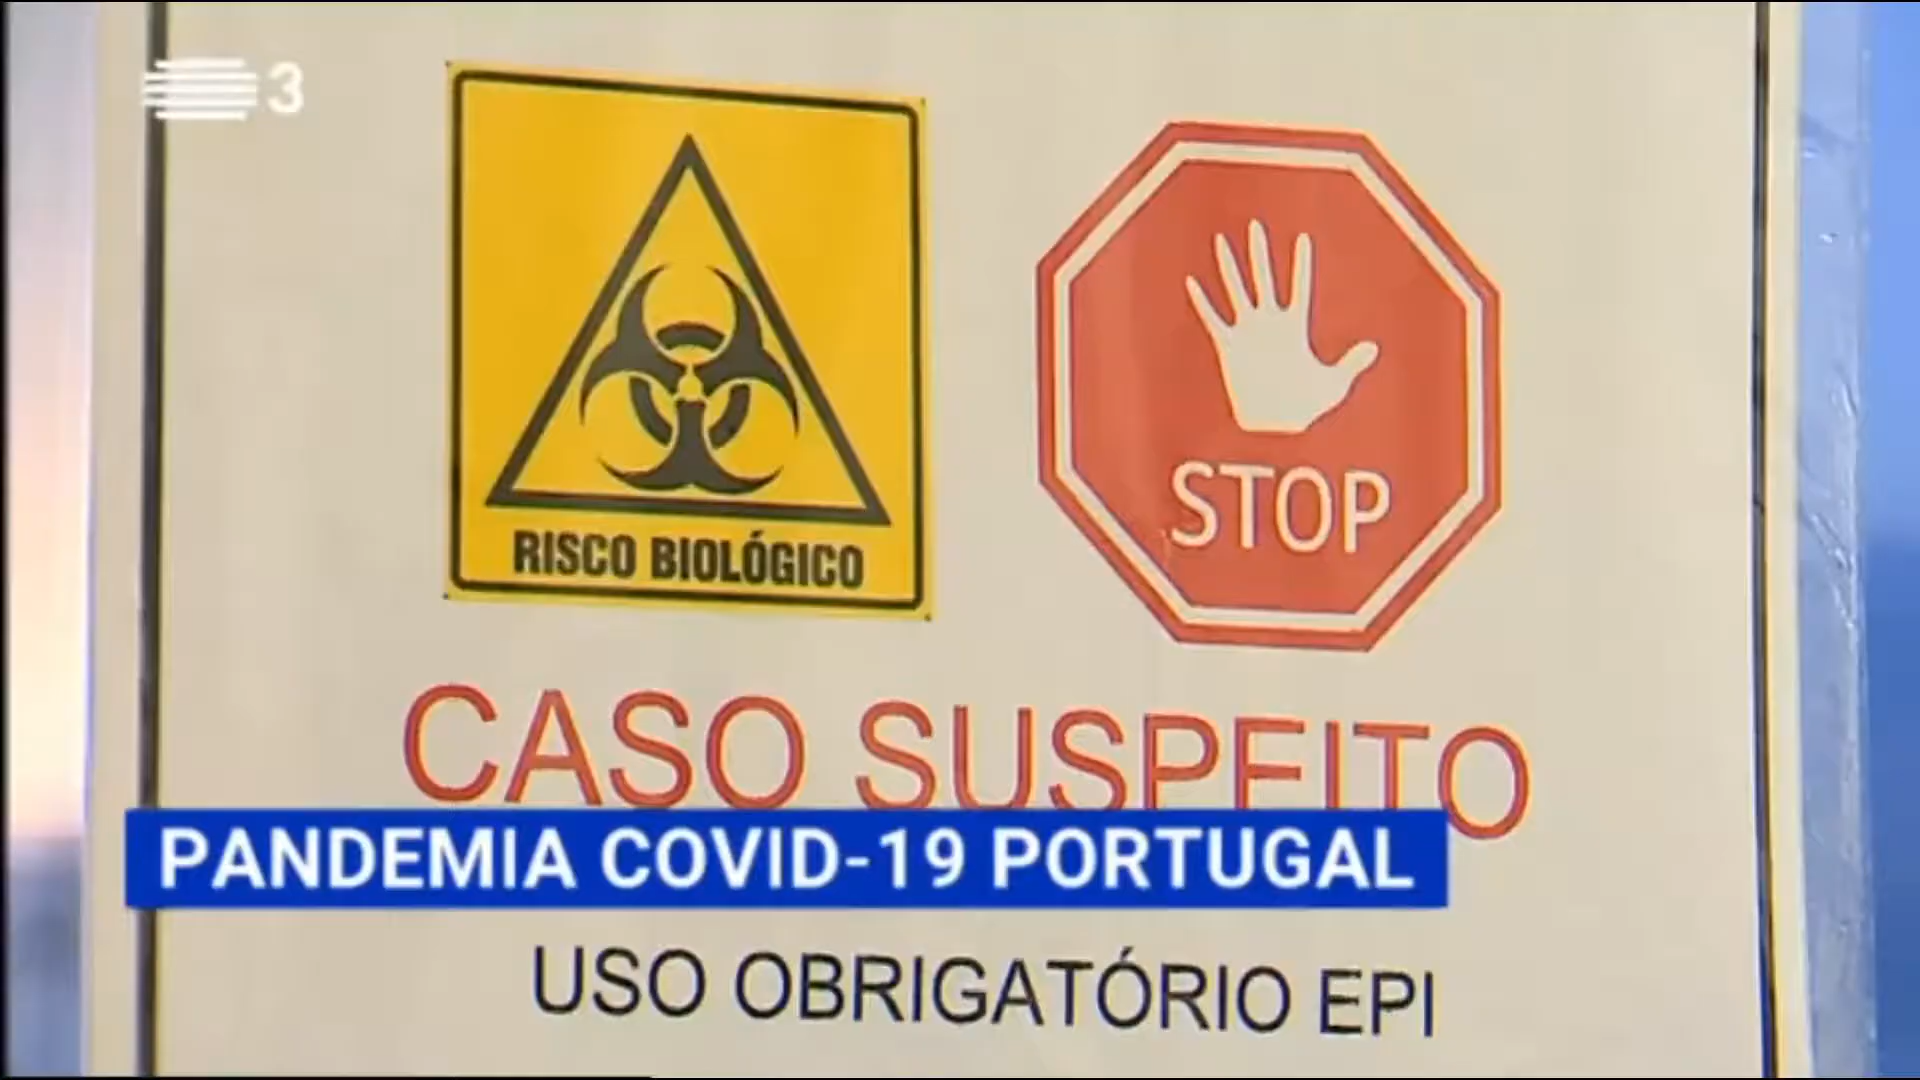 3
RISCO BIOLÓGICO
STOP
CASO SUSPEITO
PANDEMIA COVID-19 PORTUGAL
USO OBRIGATÓRIO EPI